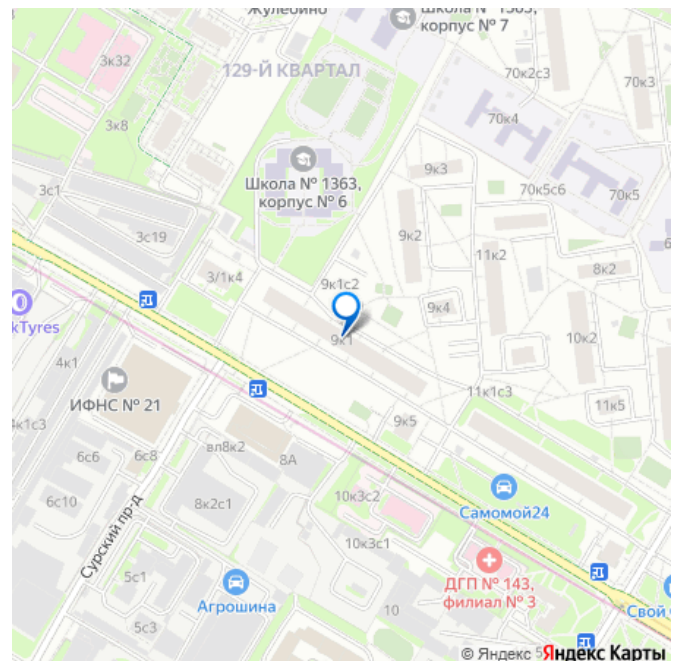 Жулебино
Школа № 1363,
корпус № 7
3к32
129-Й КВАРТАЛ
70к2с3
70к3
3к8
70к4
Школа № 1363,
корпус № 6
9к3
3с1
70к5с6
70к5
3с19
9к2
11к2
3/1к4
9к1с2
8к2
9к4
kTyres
9к1
10к2
4к1
ИФНС № 21
11к1с3
11к5
к1с3
9к5
6с6
6с8
вл8к2
8А
6с10
10к3с2
Самомой24
8к2с1
Сурский пр-д
10к3с1
5с1
ДГП № 143,
филиал № 3
Агрошина
10
Свой
5с3
© Яндекс
Яндекс Карты